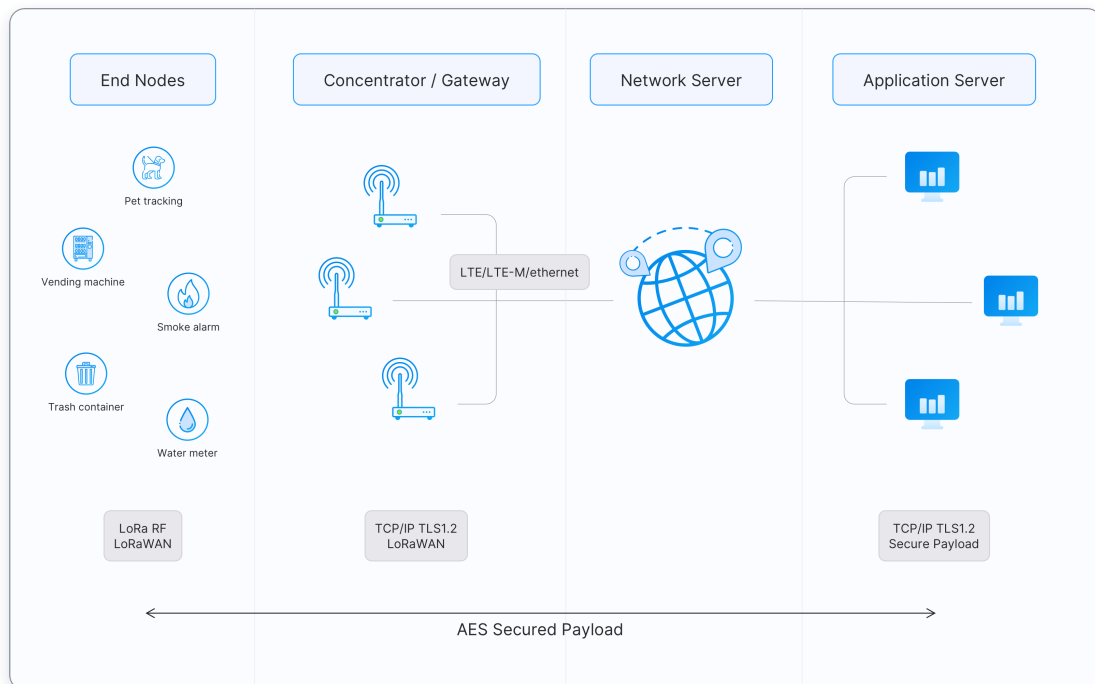 End Nodes
Concentrator / Gateway
Network Server
Application Server
Pet tracking
Vending machine
Smoke alarm
Trash container
Water meter
LTE/LTE-M/ethernet
LoRa RF
LoRaWAN
TCP/IP TLS1.2
LoRaWAN
TCP/IP TLS1.2
Secure Payload
AES Secured Payload